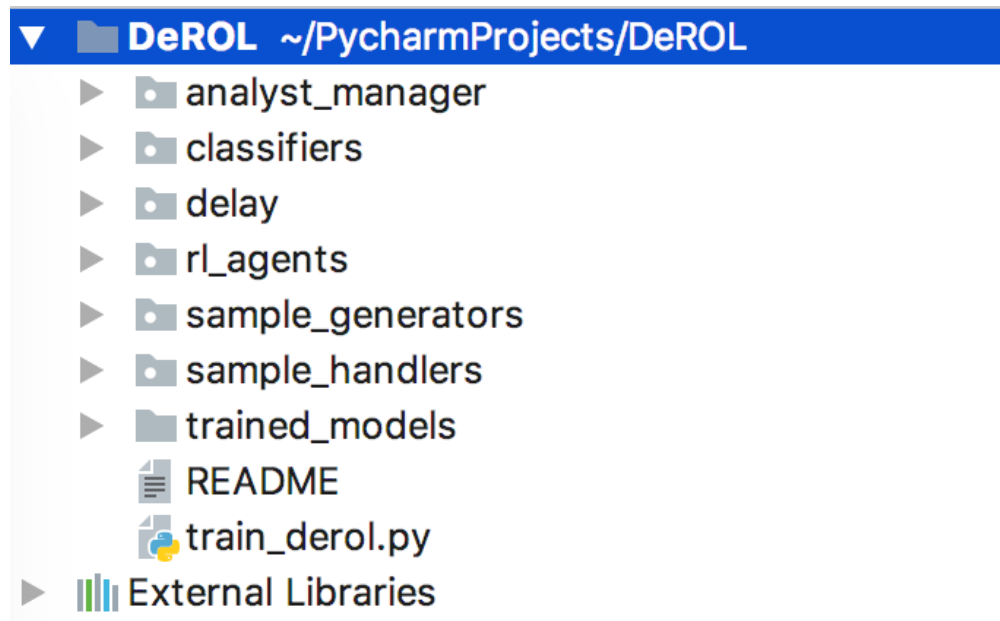 DeROL ~/PycharmProjects/DeROL
analyst_manager
classifiers
delay
rl_agents
sample_generators
sample_handlers
trained_models
README
train_derol.py
External Libraries